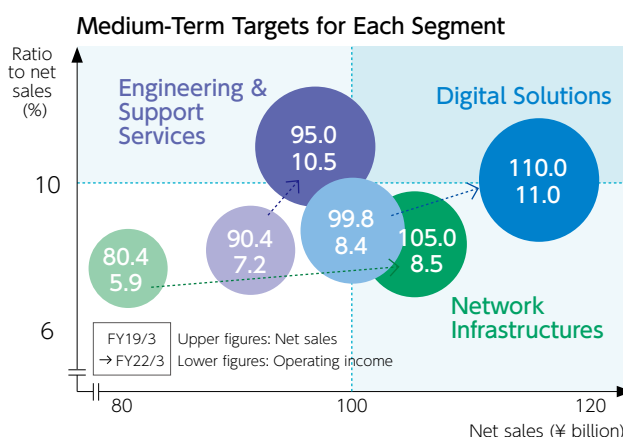 Medium-Term Targets for Each Segment
Ratio
to net
sales
(%)
Engineering &
Support
Services
Digital Solutions
95.0
10.5
110.0
11.0
10
99.8
8.4
90.4
7.2
105.0
8.5
80.4
5.9
Network
Infrastructures
6
FY19/3
→ FY22/3
Upper figures: Net sales
Lower figures: Operating income
80
100
120
Net sales (¥ billion)